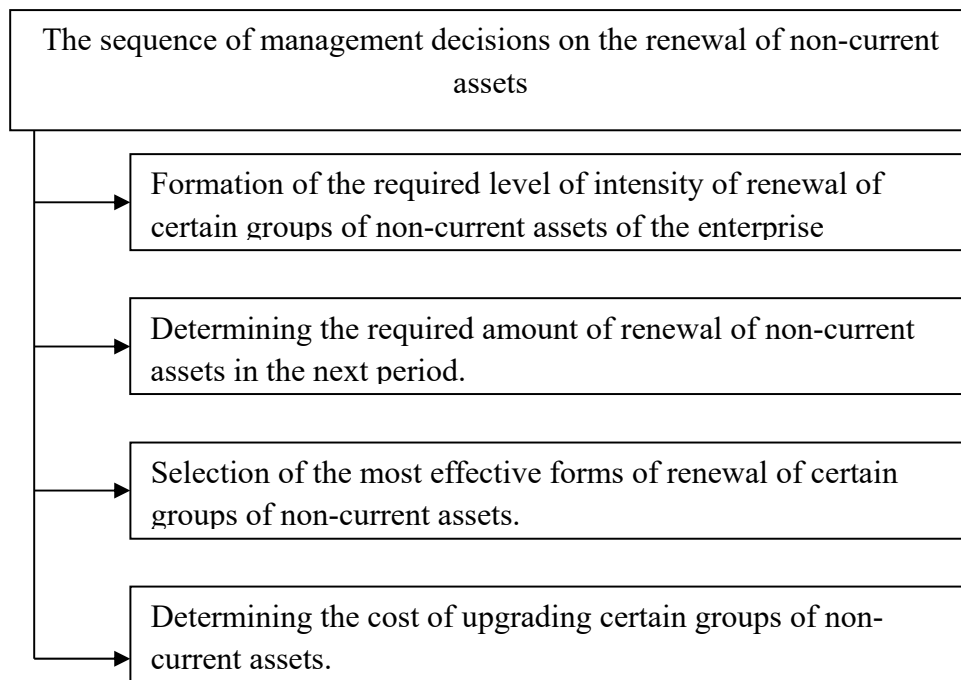 The sequence of management decisions on the renewal of non-current
assets
Formation of the required level of intensity of renewal of
certain groups of non-current assets of the enterprise
Determining the required amount of renewal of non-current
assets in the next period.
Selection of the most effective forms of renewal of certain
groups of non-current assets.
Determining the cost of upgrading certain groups of non-
current assets.